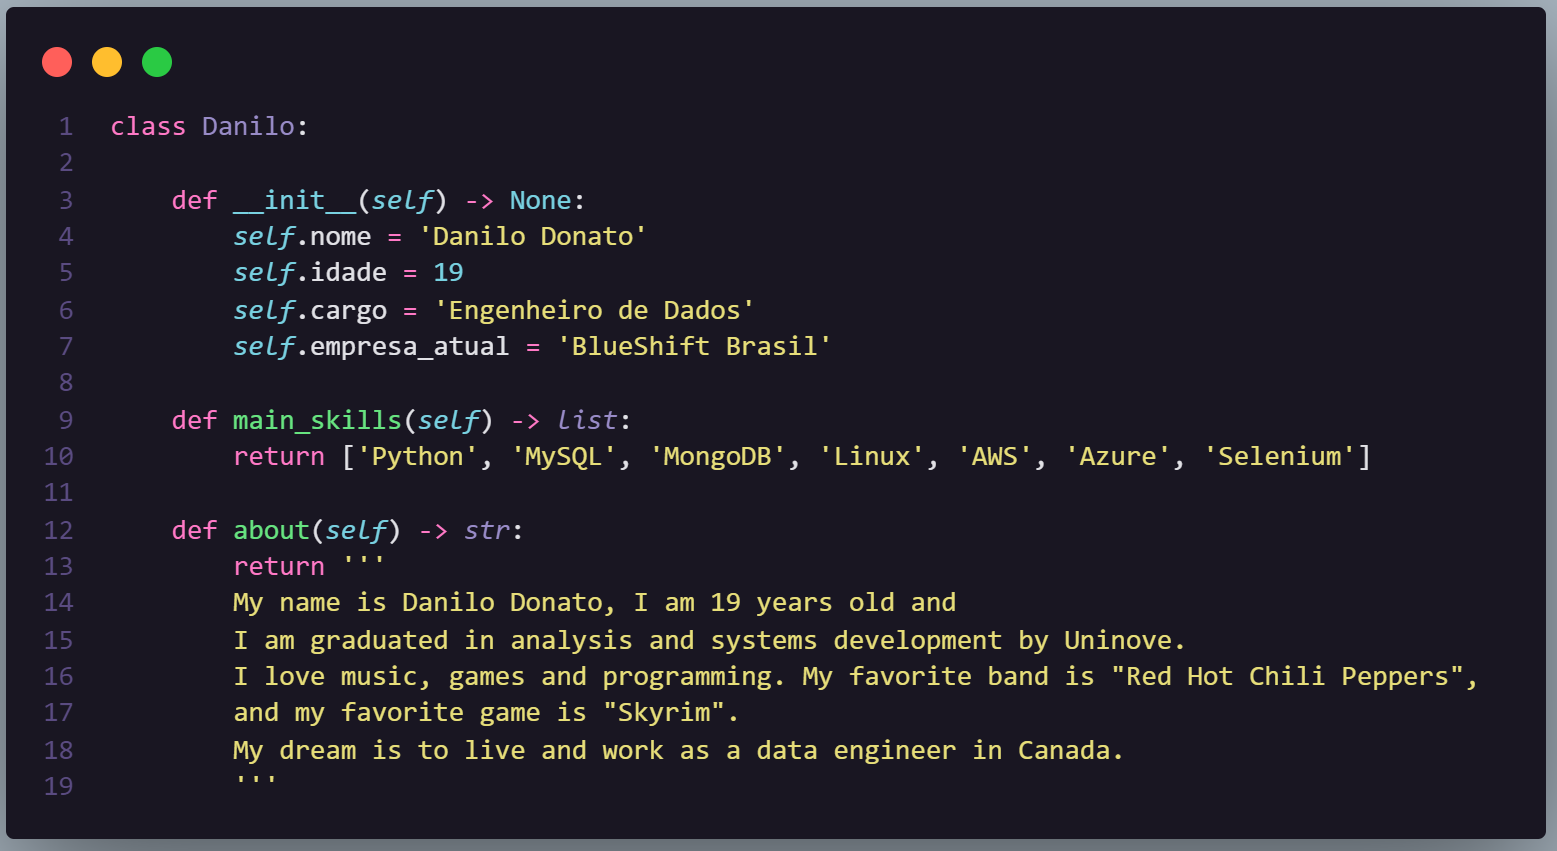 1 class Danilo:
2
3     def __init__(self) -> None:
4         self.nome = 'Danilo Donato'
5         self.idade = 19
6         self.cargo = 'Engenheiro de Dados'
7         self.empresa_atual = 'BlueShift Brasil'
8
9     def main_skills(self) -> list:
10         return ['Python', 'MySQL', 'MongoDB', 'Linux', 'AWS', 'Azure', 'Selenium']
11
12     def about(self) -> str:
13         return '''
14         My name is Danilo Donato, I am 19 years old and
15         I am graduated in analysis and systems development by Uninove.
16         I love music, games and programming. My favorite band is "Red Hot Chili Peppers",
17         and my favorite game is "Skyrim".
18         My dream is to live and work as a data engineer in Canada.
19         '''